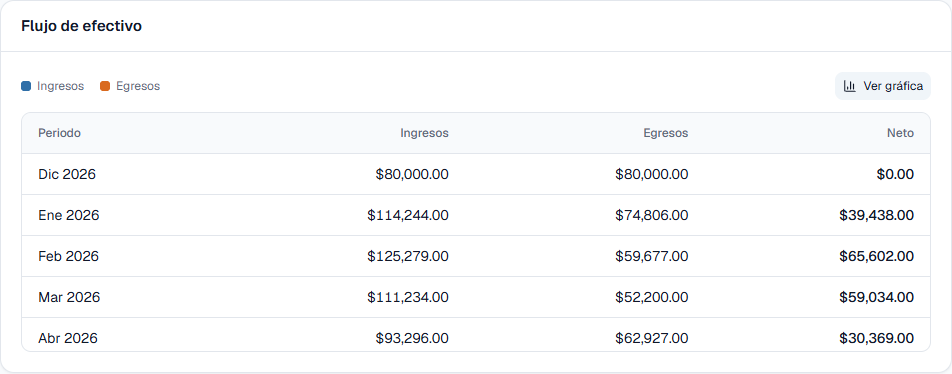 Flujo de efectivo
Ingresos Egresos Ver gráfica
Periodo Ingresos Egresos Neto
Dic 2026 $80,000.00 $80,000.00 $0.00
Ene 2026 $114,244.00 $74,806.00 $39,438.00
Feb 2026 $125,279.00 $59,677.00 $65,602.00
Mar 2026 $111,234.00 $52,200.00 $59,034.00
Abr 2026 $93,296.00 $62,927.00 $30,369.00